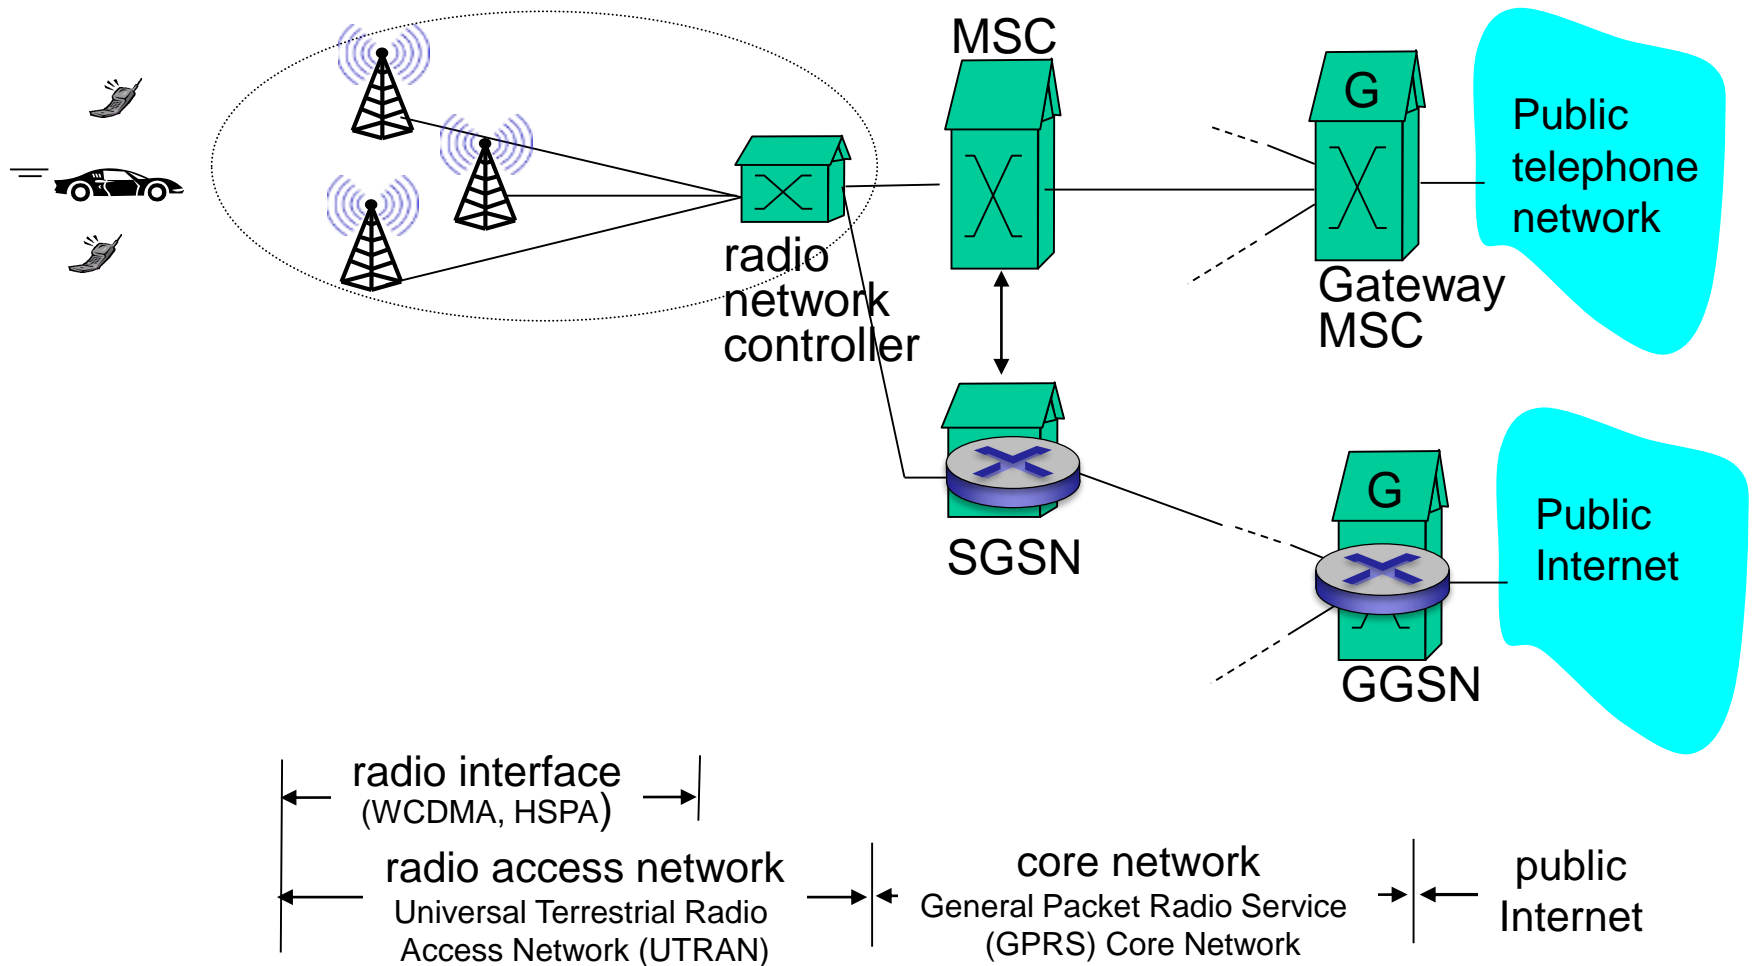 MSC
G
Public
telephone
network
radio
network
controller
Gateway
MSC
G
Public
Internet
SGSN
GGSN
radio interface
(WCDMA, HSPA)
radio access network
Universal Terrestrial Radio
Access Network (UTRAN)
core network
General Packet Radio Service
(GPRS) Core Network
public
Internet